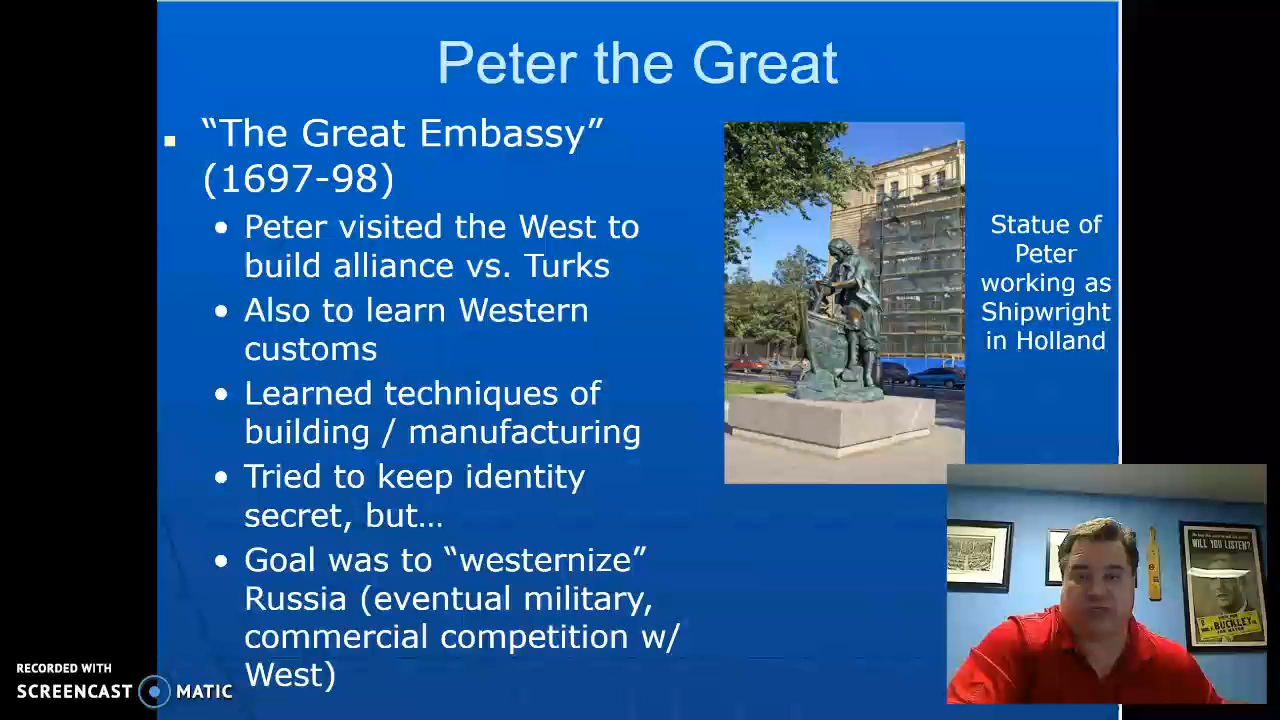 Peter the Great
“The Great Embassy”
(1697-98)
Peter visited the West to
build alliance vs. Turks
Also to learn Western
customs
Learned techniques of
building / manufacturing
Tried to keep identity
secret, but…
Goal was to “westernize”
Russia (eventual military,
commercial competition w/
West)
Statue of
Peter
working as
Shipwright
in Holland
WILL YOU LISTEN?
BUCKLEY
RECORDED WITH
SCREENCAST MATIC